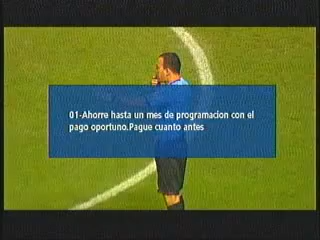 01-Ahorre hasta un mes de programacion con el
pago oportuno.Pague cuanto antes